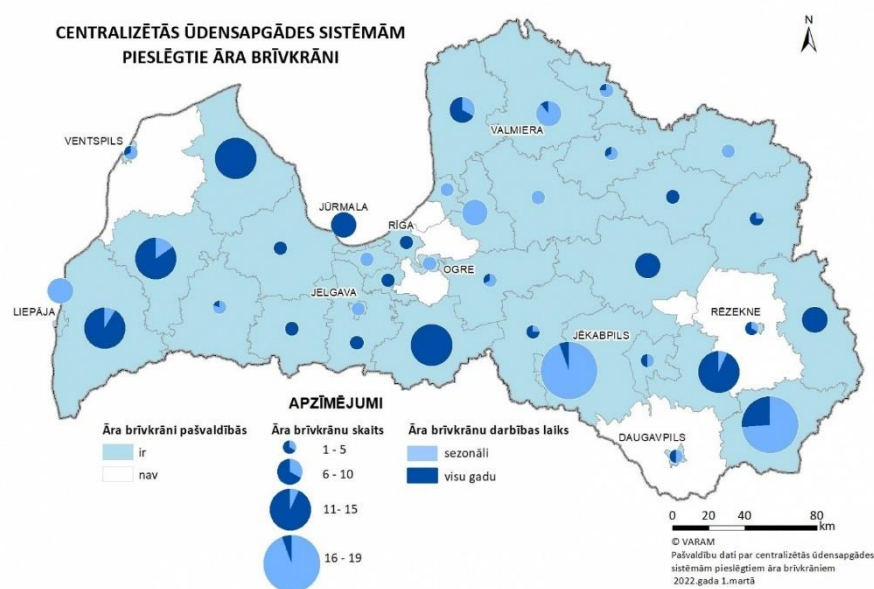 CENTRALIZĒTĀS ŪDENSAPGĀDES SISTĒMĀM
PIESLĒGTIE ĀRA BRĪVKRĀNI
N
VENTSPILS
VALMIERA
JŪRMALA
RĪGA
OGRE
JELGAVA
LIEPĀJA
RĒZEKNE
JĒKABPILS
DAUGAVPILS
APZĪMĒJUMI
Āra brīvkrāni pašvaldībās
ir
nav
Āra brīvkrānu skaits
1 - 5
6 - 10
11- 15
16 - 19
Āra brīvkrānu darbības laiks
sezonāli
visu gadu
0 20 40 80
km
© VARAM
Pašvaldību dati par centralizētās ūdensapgādes
sistēmām pieslēgtiem āra brīvkrāniem
2022.gada 1.martā